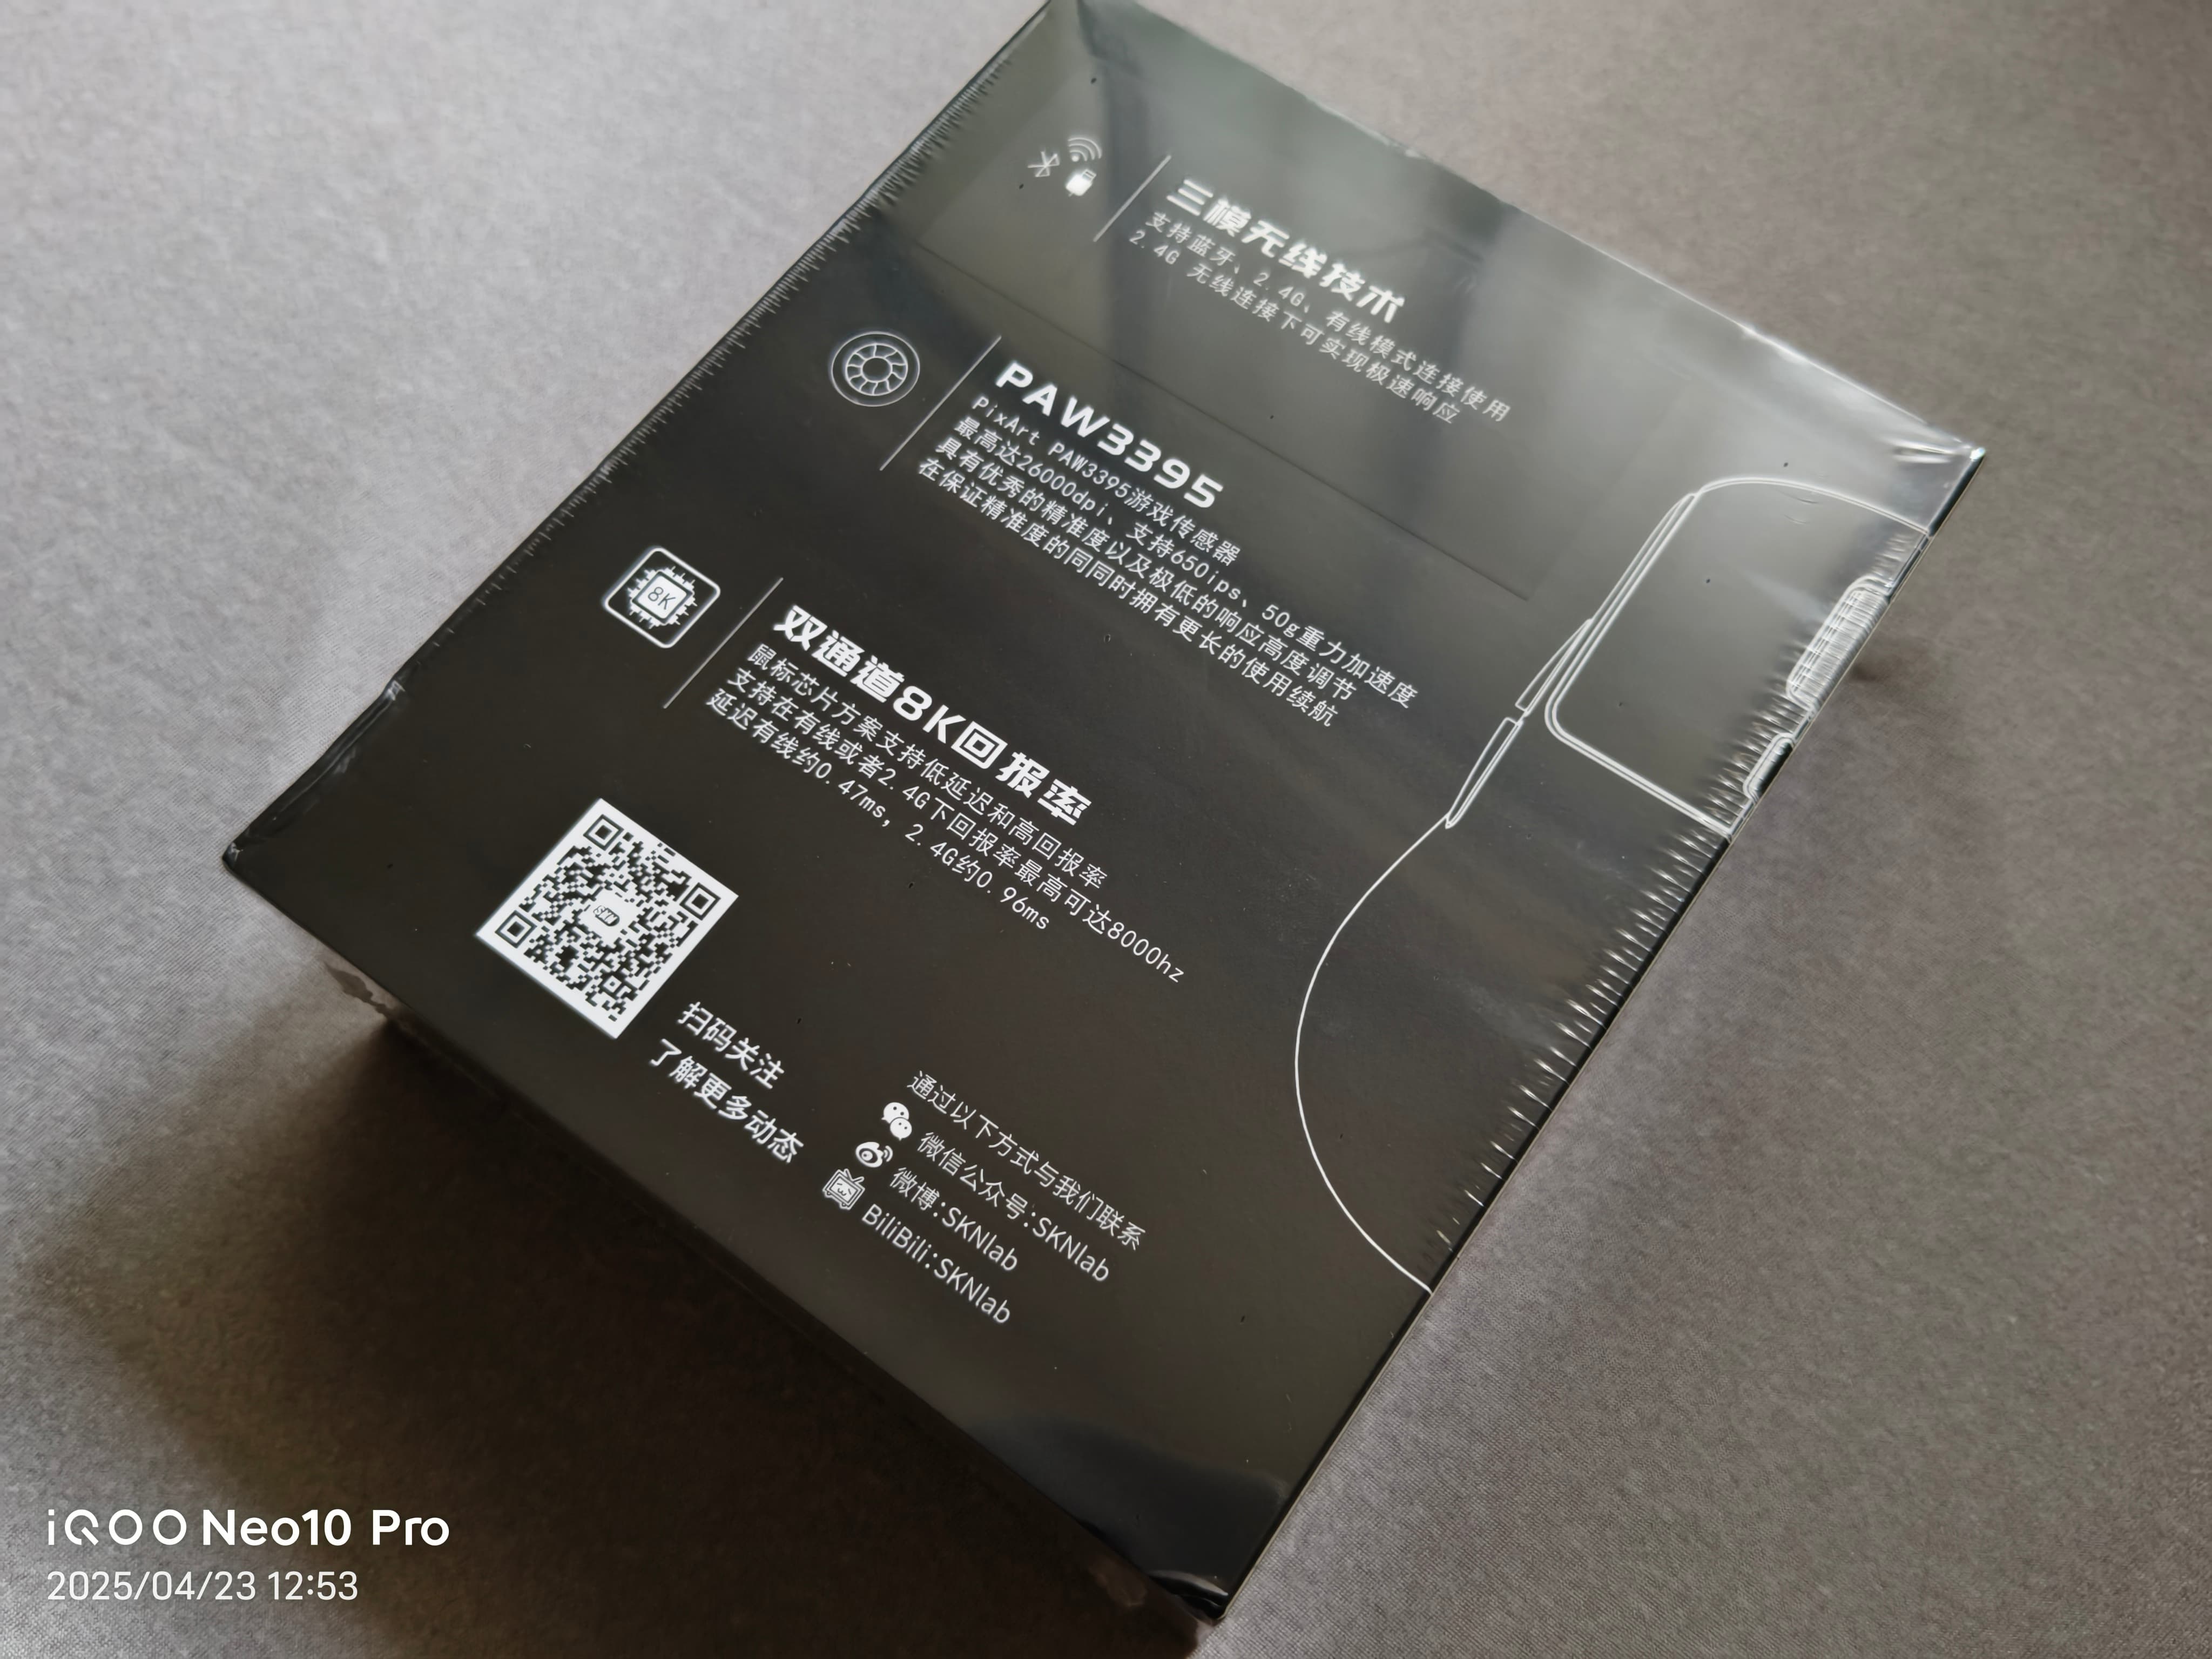 三模无线技术
支持蓝牙、2.4G、有线模式连接使用
2.4G 无线连接下可实现极速响应
PAW3395
PixArt PAW3395游戏传感器
最高达26000dpi、支持650ips、50g重力加速度
具有优秀的精准度以及极低的响应高度调节
在保证精准度的同同时拥有更长的使用续航
8K
双通道8K回报率
鼠标芯片方案支持低延迟和高回报率
支持在有线或者2.4G下回报率最高可达8000hz
延迟有线约0.47ms，2.4G约0.96ms
SKN
扫码关注
了解更多动态
通过以下方式与我们联系
微信公众号:SKNlab
微博:SKNlab
BiliBili:SKNlab
iQOO Neo10 Pro
2025/04/23 12:53